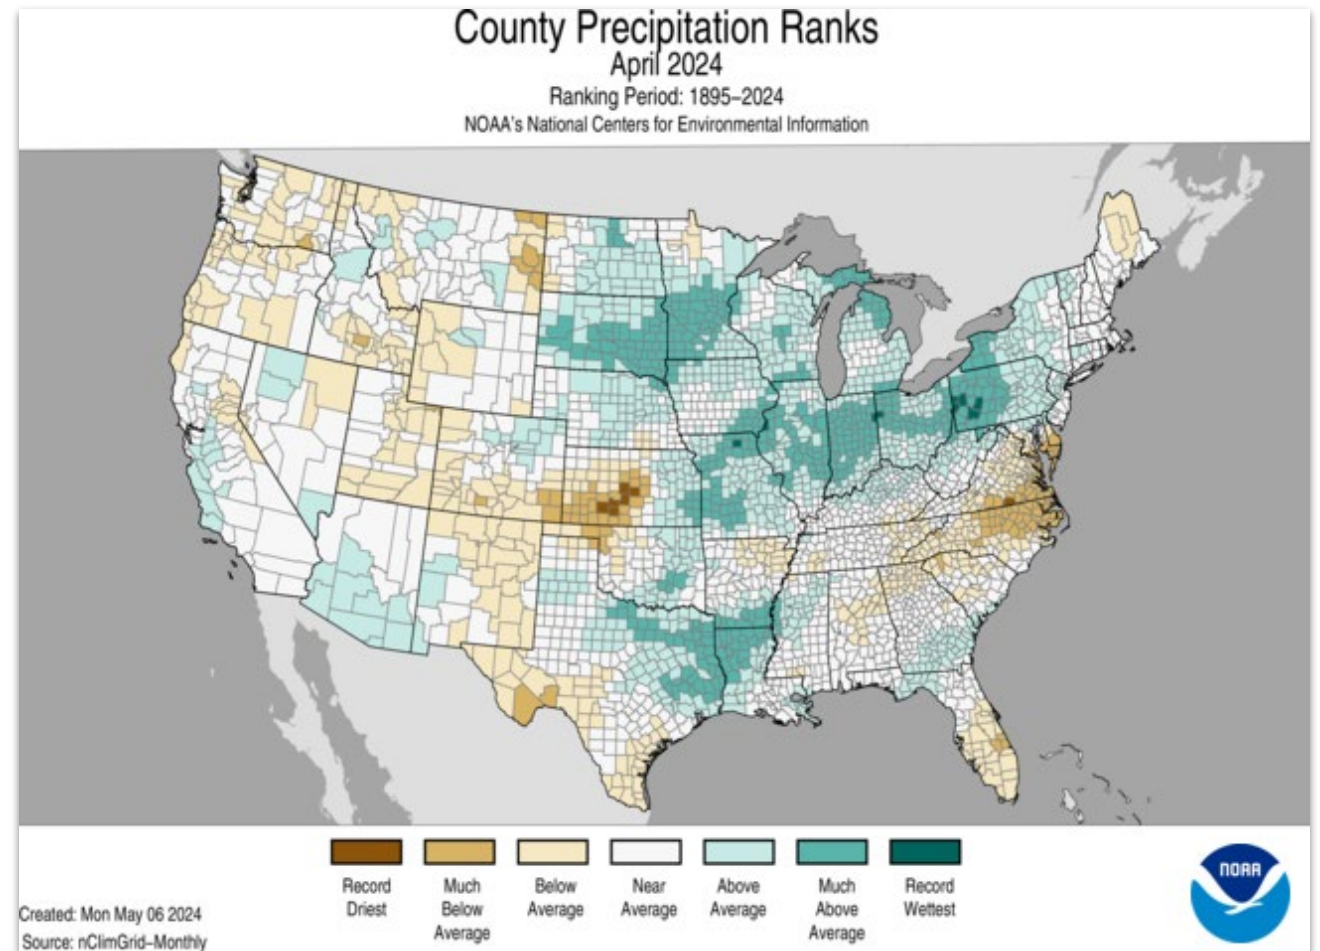 County Precipitation Ranks
April 2024
Ranking Period: 1895–2024
NOAA's National Centers for Environmental Information
Record
Driest
Much
Below
Average
Below
Average
Near
Average
Above
Average
Much
Above
Average
Record
Wettest
Created: Mon May 06 2024
Source: nClimGrid–Monthly
NOAA